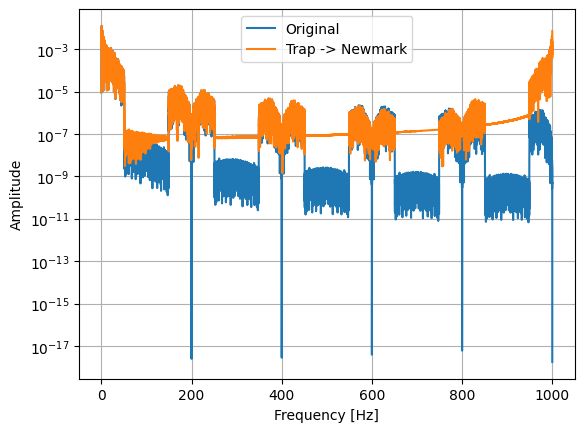 Original
Trap -> Newmark
Amplitude
10⁻³
10⁻⁵
10⁻⁷
10⁻⁹
10⁻¹¹
10⁻¹³
10⁻¹⁵
10⁻¹⁷
0 200 400 600 800 1000
Frequency [Hz]